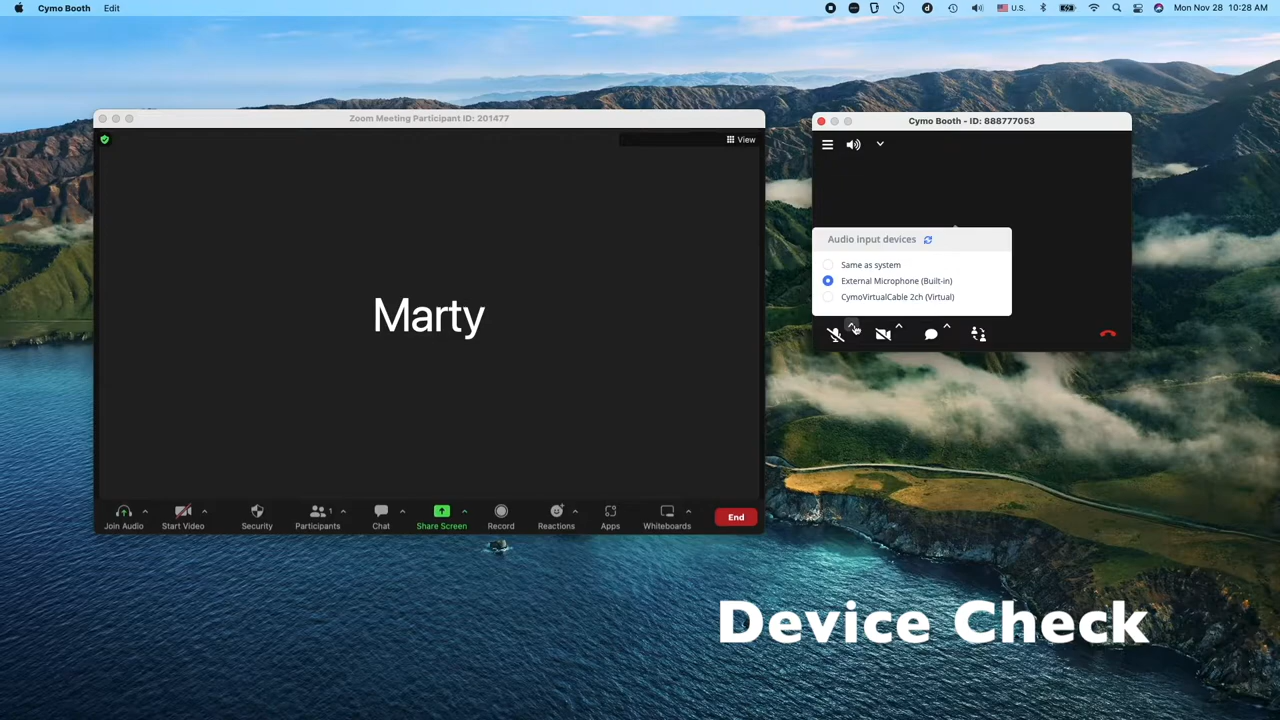 Cymo Booth Edit
U.S. Mon Nov 28 10:28 AM
Zoom Meeting Participant ID: 201477
View
Marty
Join Audio
Start Video
Security
1
Participants
Chat
Share Screen
Record
Reactions
Apps
Whiteboards
End
Cymo Booth - ID: 888777053
Audio input devices
Same as system
External Microphone (Built-in)
CymoVirtualCable 2ch (Virtual)
Device Check